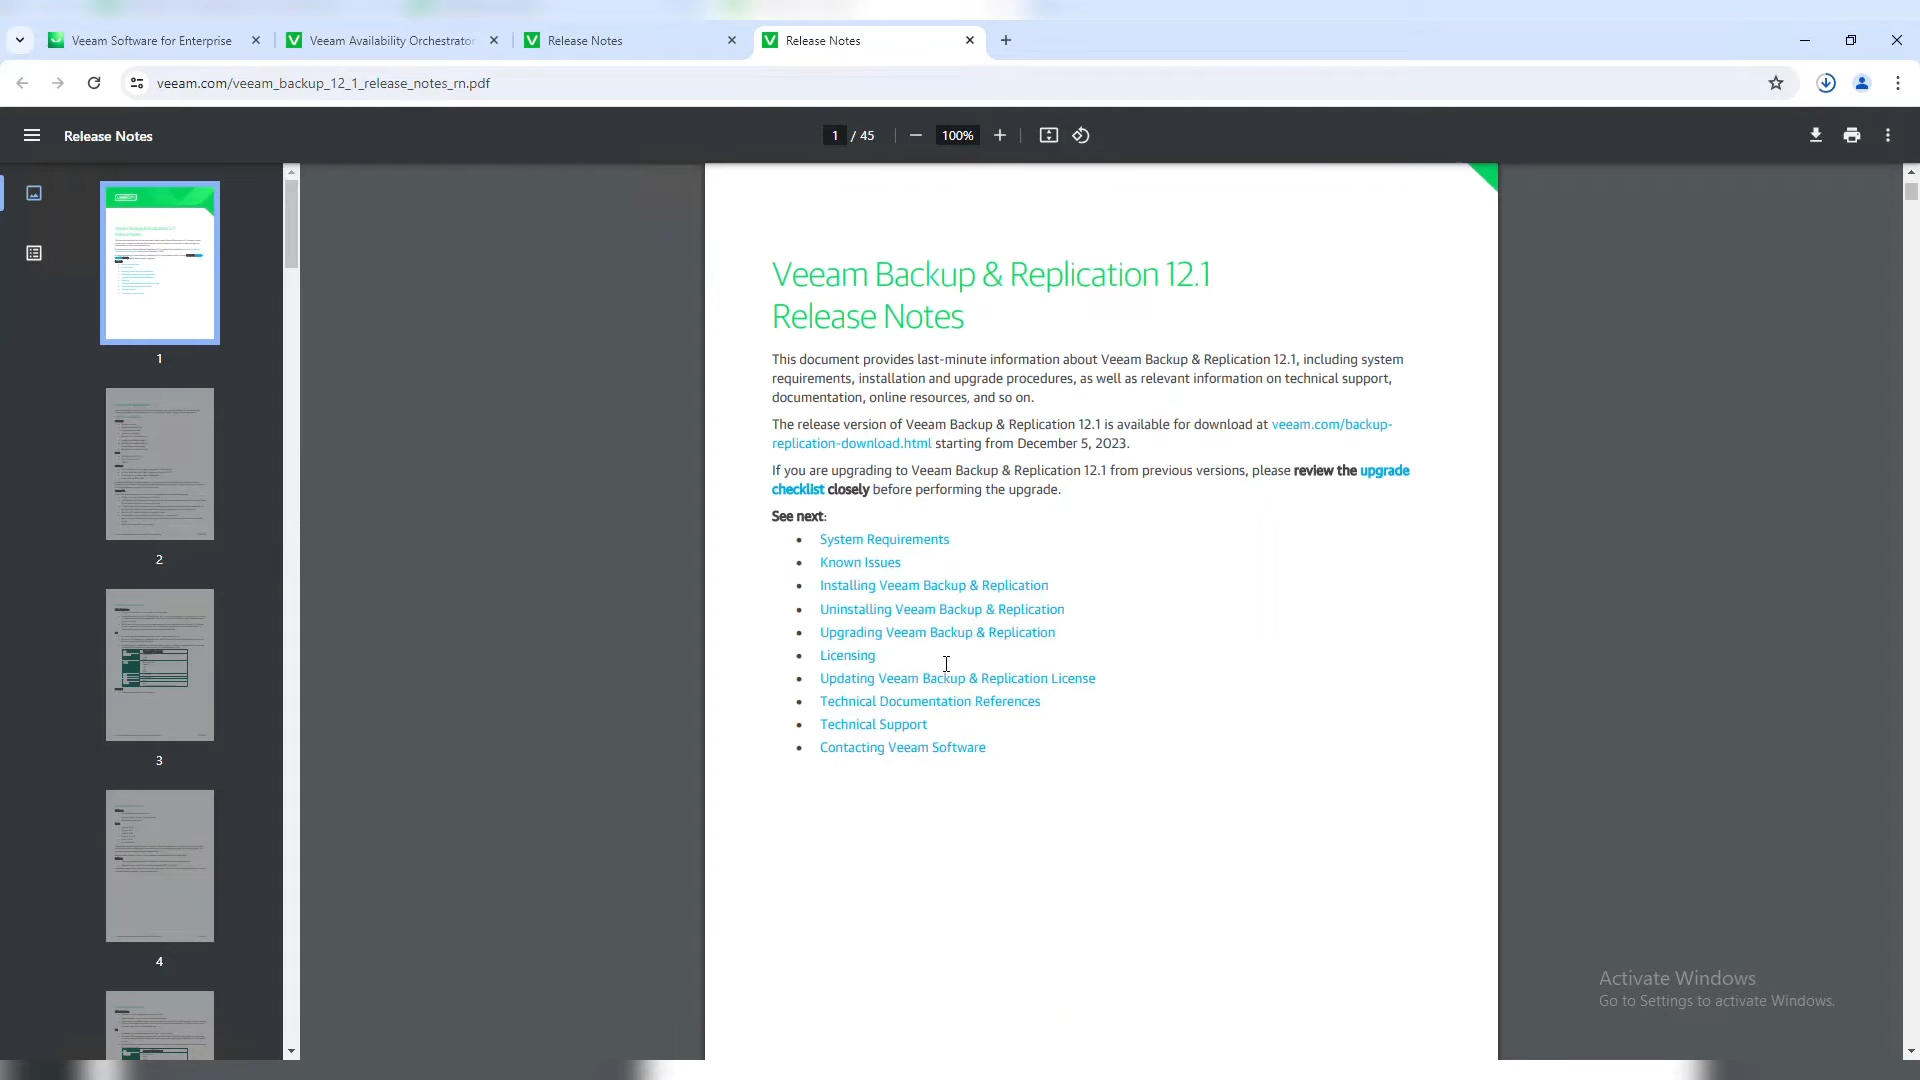 Veeam Software for Enterprise
Veeam Availability Orchestrator
Release Notes
Release Notes
veeam.com/veeam_backup_12_1_release_notes_rn.pdf
Release Notes
1 / 45
100%
1
2
3
4
Veeam Backup & Replication 12.1
Release Notes
This document provides last-minute information about Veeam Backup & Replication 12.1, including system
requirements, installation and upgrade procedures, as well as relevant information on technical support,
documentation, online resources, and so on.
The release version of Veeam Backup & Replication 12.1 is available for download at veeam.com/backup-
replication-download.html starting from December 5, 2023.
If you are upgrading to Veeam Backup & Replication 12.1 from previous versions, please review the upgrade
checklist closely before performing the upgrade.
See next:
• System Requirements
• Known Issues
• Installing Veeam Backup & Replication
• Uninstalling Veeam Backup & Replication
• Upgrading Veeam Backup & Replication
• Licensing
• Updating Veeam Backup & Replication License
• Technical Documentation References
• Technical Support
• Contacting Veeam Software
Activate Windows
Go to Settings to activate Windows.